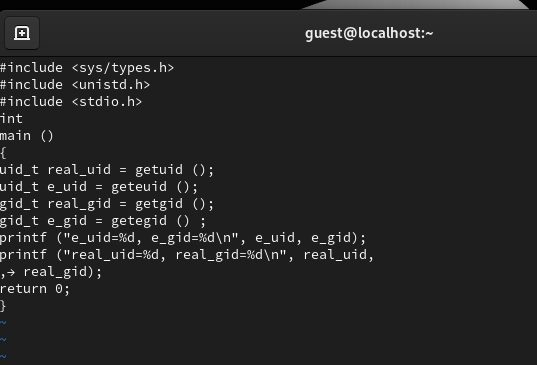 guest@localhost:~
#include <sys/types.h>
#include <unistd.h>
#include <stdio.h>
int
main ()
{
uid_t real_uid = getuid ();
uid_t e_uid = geteuid ();
gid_t real_gid = getgid ();
gid_t e_gid = getegid () ;
printf ("e_uid=%d, e_gid=%d\n", e_uid, e_gid);
printf ("real_uid=%d, real_gid=%d\n", real_uid,
,→ real_gid);
return 0;
}
~
~
~